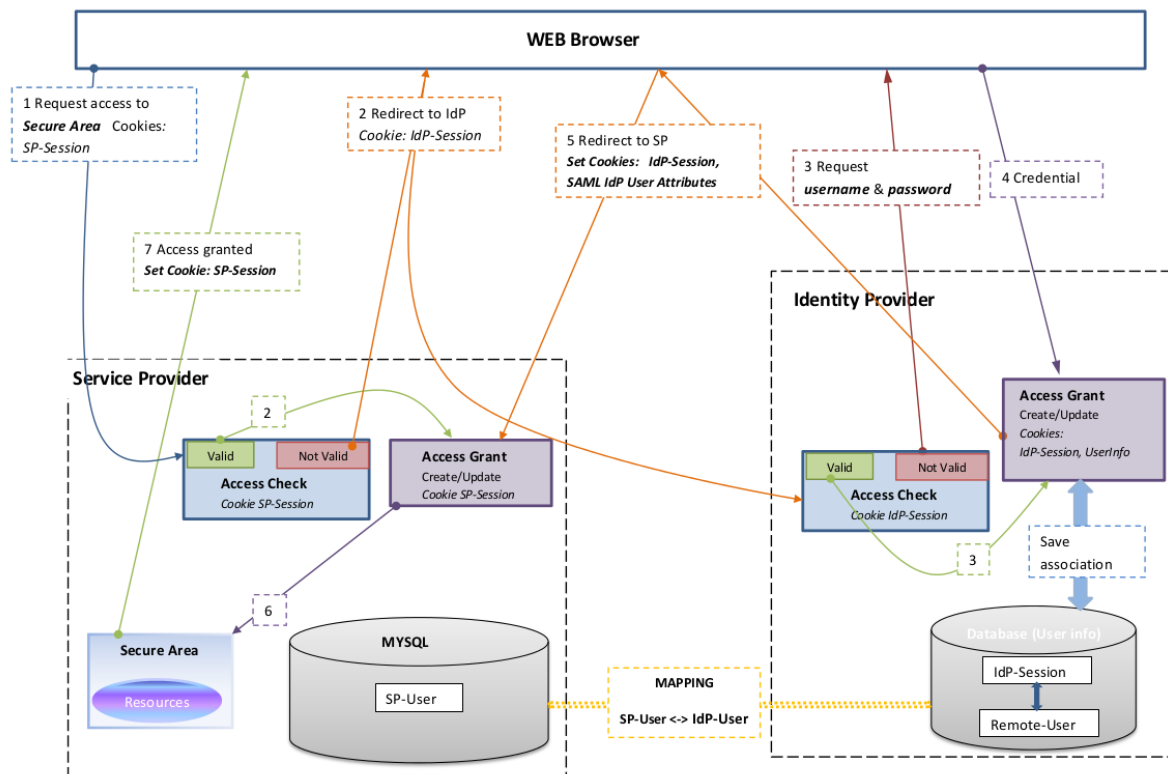 WEB Browser
1 Request access to
Secure Area Cookies:
SP-Session
2 Redirect to IdP
Cookie: IdP-Session
5 Redirect to SP
Set Cookies: IdP-Session,
SAML IdP User Attributes
3 Request
username & password
4 Credential
7 Access granted
Set Cookie: SP-Session
Identity Provider
Service Provider
2
Valid
Not Valid
Access Check
Cookie SP-Session
Access Grant
Create/Update
Cookie SP-Session
Access Grant
Create/Update
Cookies:
IdP-Session, UserInfo
Valid
Not Valid
Access Check
Cookie IdP-Session
3
Save
association
6
Secure Area
Resources
MYSQL
SP-User
MAPPING
SP-User <-> IdP-User
Database (User info)
IdP-Session
Remote-User